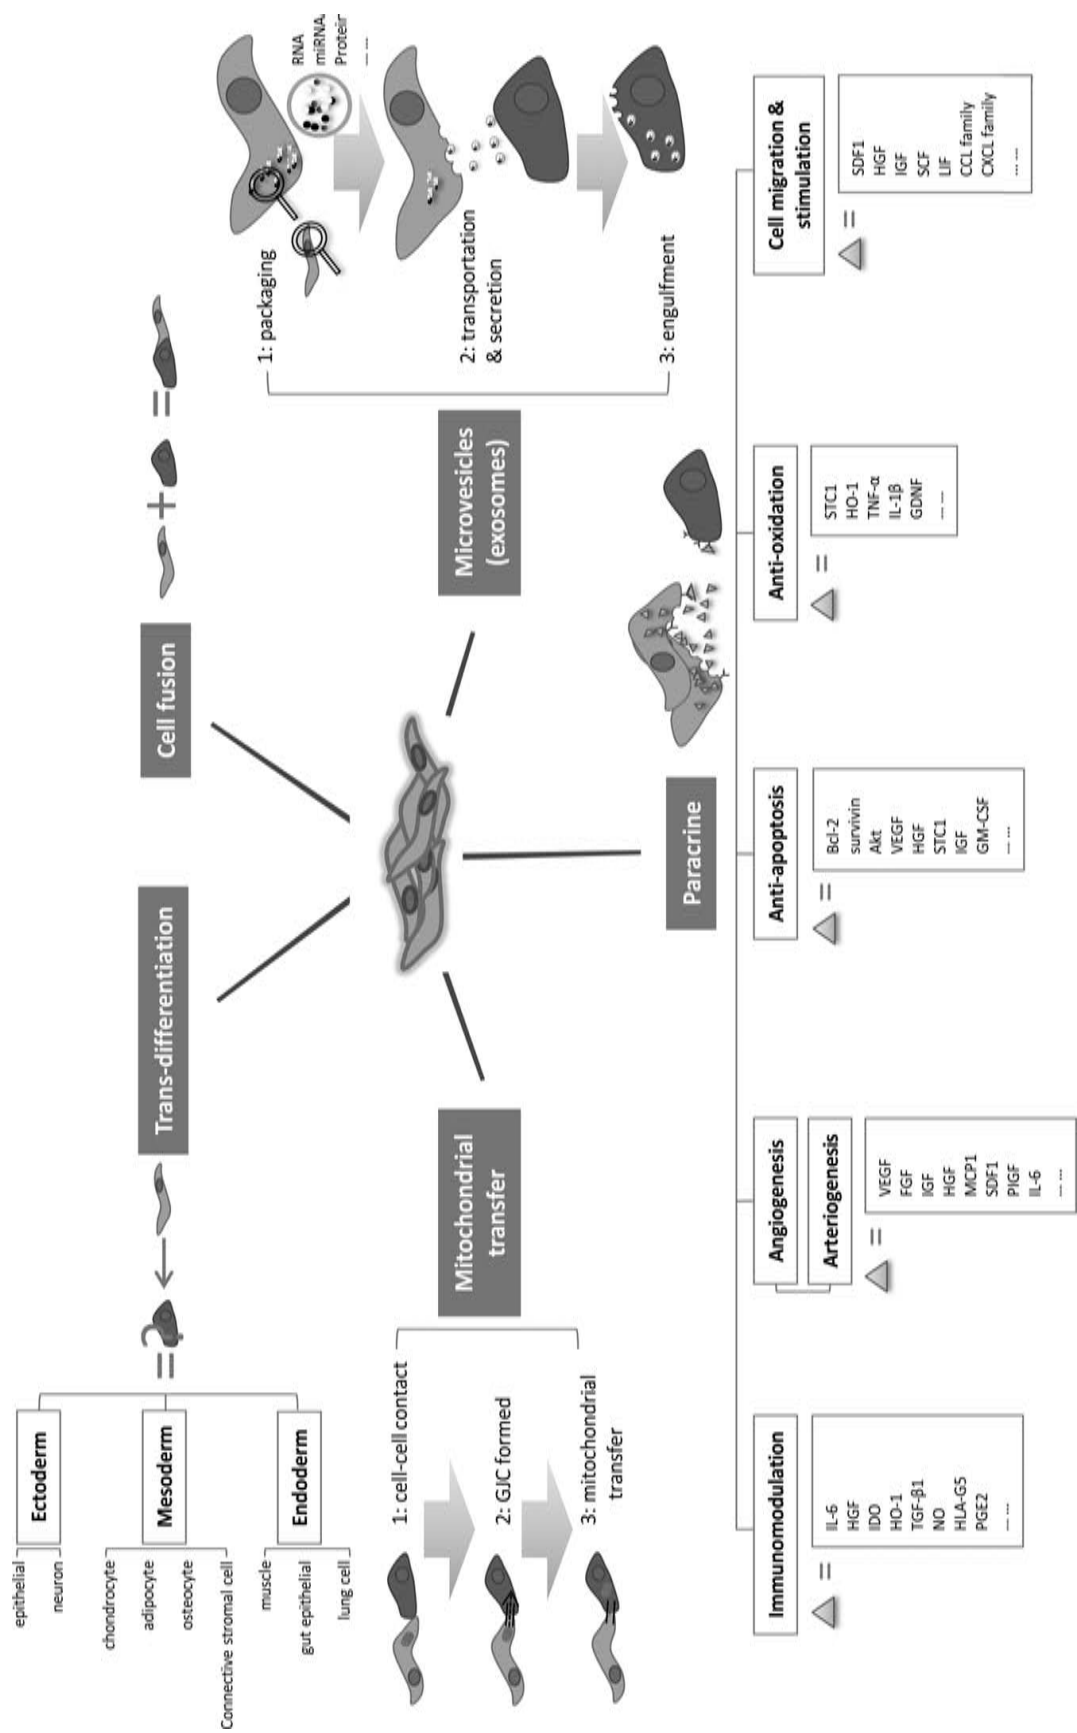 Trans-differentiation
Ectoderm
epithelial
neuron
Mesoderm
chondrocyte
adipocyte
osteocyte
Connective stromal cell
Endoderm
muscle
gut epithelial
lung cell
=?
Cell fusion
+
=
Mitochondrial
transfer
1: cell-cell contact
2: GJC formed
3: mitochondrial
transfer
Microvesicles
(exosomes)
1: packaging
RNA
miRNA
Protein
... ...
2: transportation
& secretion
3: engulfment
Paracrine
Immunomodulation
=
IL-6
HGF
IDO
HO-1
TGF-β1
NO
HLA-G5
PGE2
... ...
Angiogenesis
Arteriogenesis
=
VEGF
FGF
IGF
HGF
MCP1
SDF1
PIGF
IL-6
... ...
Anti-apoptosis
=
Bcl-2
survivin
Akt
VEGF
HGF
STC1
IGF
GM-CSF
... ...
Anti-oxidation
=
STC1
HO-1
TNF-α
IL-1β
GDNF
... ...
Cell migration &
stimulation
=
SDF1
HGF
IGF
SCF
LIF
CCL family
CXCL family
... ...